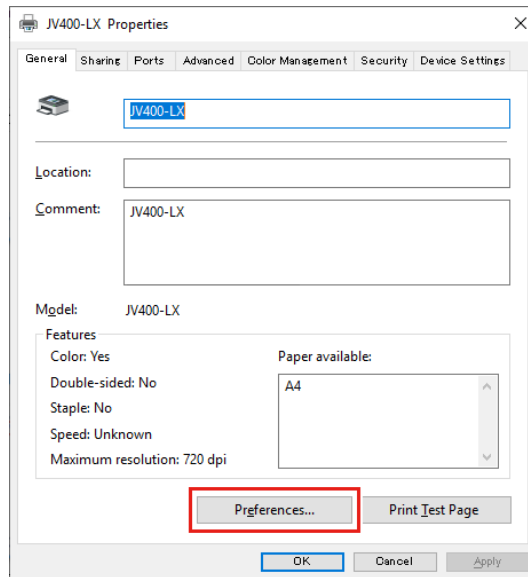 JV400-LX Properties
General Sharing Ports Advanced Color Management Security Device Settings
JV400-LX
Location:
Comment: JV400-LX
Model: JV400-LX
Features
Color: Yes Paper available:
Double-sided: No A4
Staple: No
Speed: Unknown
Maximum resolution: 720 dpi
Preferences... Print Test Page
OK Cancel Apply